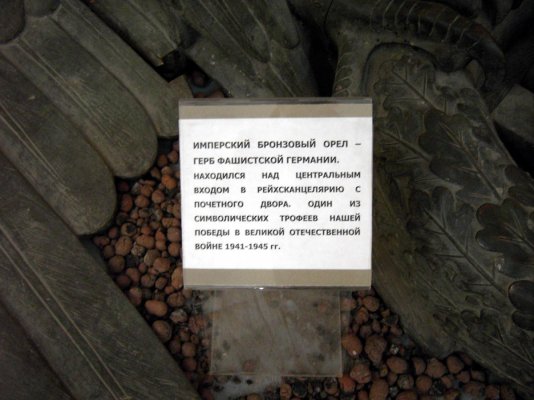 ИМПЕРСКИЙ БРОНЗОВЫЙ ОРЕЛ –
ГЕРБ ФАШИСТСКОЙ ГЕРМАНИИ.
НАХОДИЛСЯ НАД ЦЕНТРАЛЬНЫМ
ВХОДОМ В РЕЙХСКАНЦЕЛЯРИЮ С
ПОЧЕТНОГО ДВОРА. ОДИН ИЗ
СИМВОЛИЧЕСКИХ ТРОФЕЕВ НАШЕЙ
ПОБЕДЫ В ВЕЛИКОЙ ОТЕЧЕСТВЕННОЙ
ВОЙНЕ 1941-1945 гг.